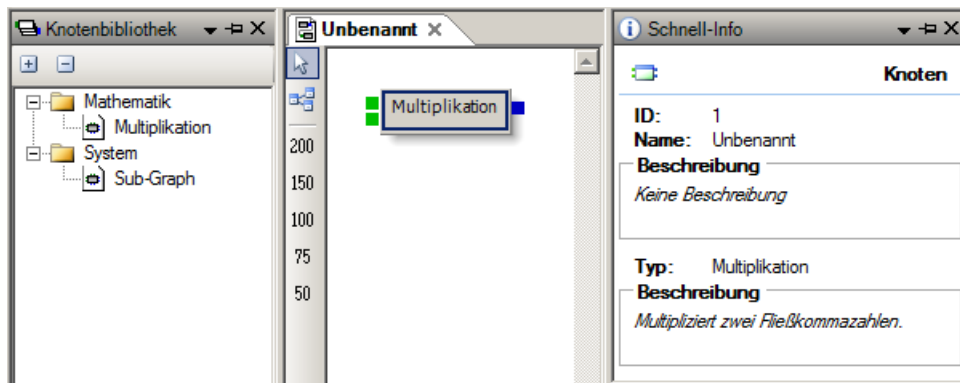 Knotenbibliothek
Mathematik
Multiplikation
System
Sub-Graph
Unbenannt
200
150
100
75
50
Multiplikation
Schnell-Info
Knoten
ID: 1
Name: Unbenannt
Beschreibung
Keine Beschreibung
Typ: Multiplikation
Beschreibung
Multipliziert zwei Fließkommazahlen.